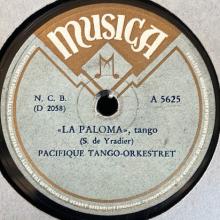 MUSICA
M
N. C. B.
(D 2058)
A 5625
«LA PALOMA», tango
(S. de Yradier)
PACIFIQUE TANGO-ORKESTRET